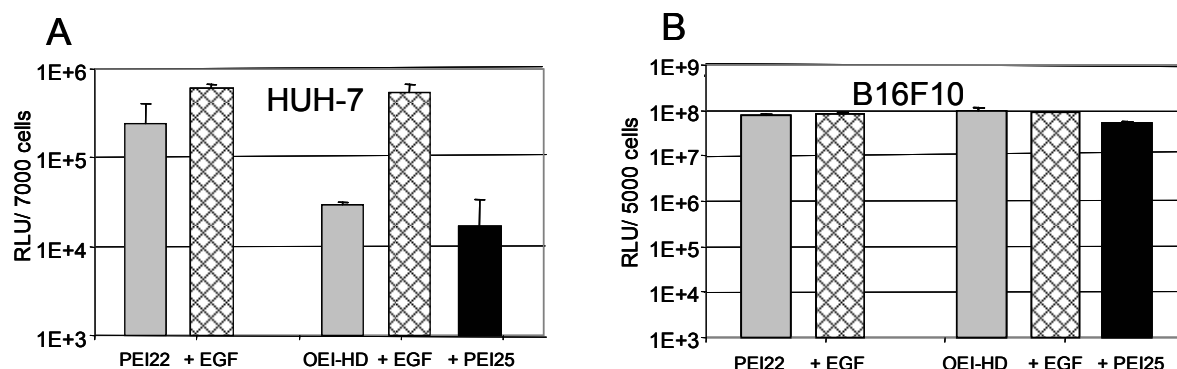 A
RLU/ 7000 cells
1E+6
1E+5
1E+4
1E+3
HUH-7
PEI22 + EGF OEI-HD + EGF + PEI25
B
RLU/ 5000 cells
1E+9
1E+8
1E+7
1E+6
1E+5
1E+4
1E+3
B16F10
PEI22 + EGF OEI-HD + EGF + PEI25